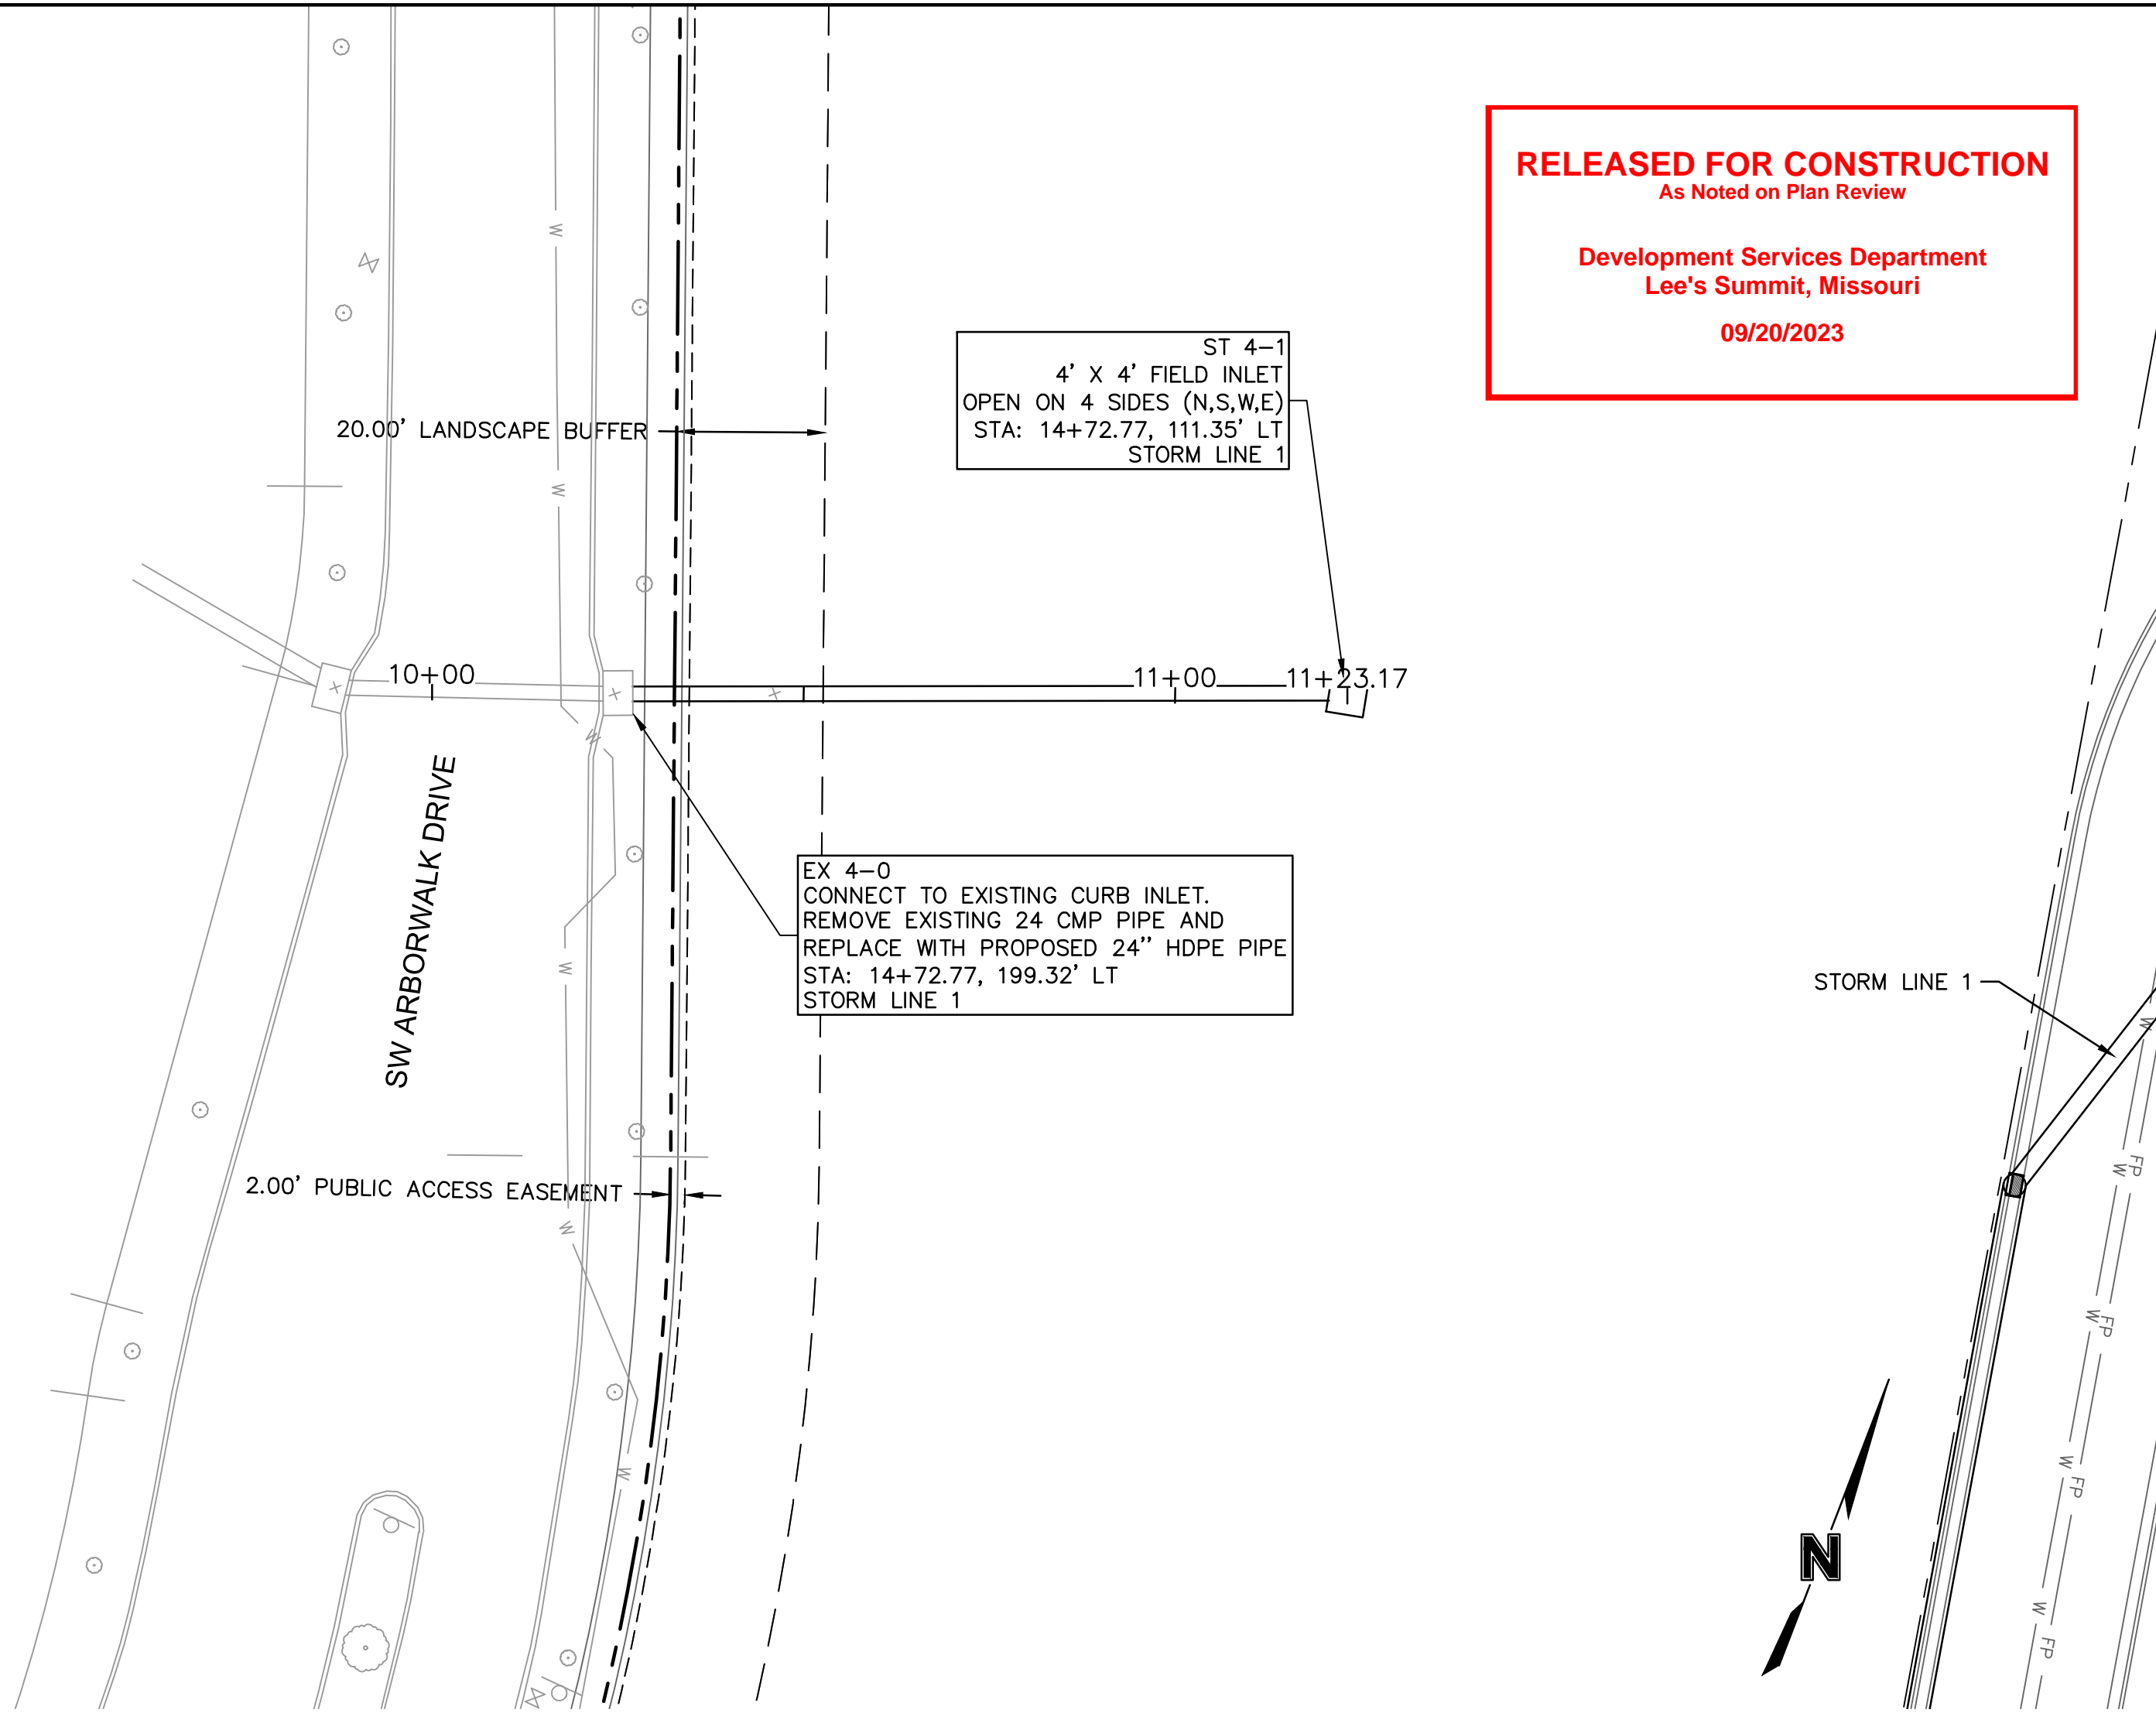 RELEASED FOR CONSTRUCTION
As Noted on Plan Review
Development Services Department
Lee's Summit, Missouri
09/20/2023
ST 4-1
4' X 4' FIELD INLET
OPEN ON 4 SIDES (N,S,W,E)
STA: 14+72.77, 111.35' LT
STORM LINE 1
20.00' LANDSCAPE BUFFER
10+00
11+00
11+23.17
SW ARBORWALK DRIVE
EX 4-0
CONNECT TO EXISTING CURB INLET.
REMOVE EXISTING 24 CMP PIPE AND
REPLACE WITH PROPOSED 24'' HDPE PIPE
STA: 14+72.77, 199.32' LT
STORM LINE 1
STORM LINE 1
2.00' PUBLIC ACCESS EASEMENT
N
W
W
W
W
W
W
W
W
W
W
W
FP
FP
FP
FP